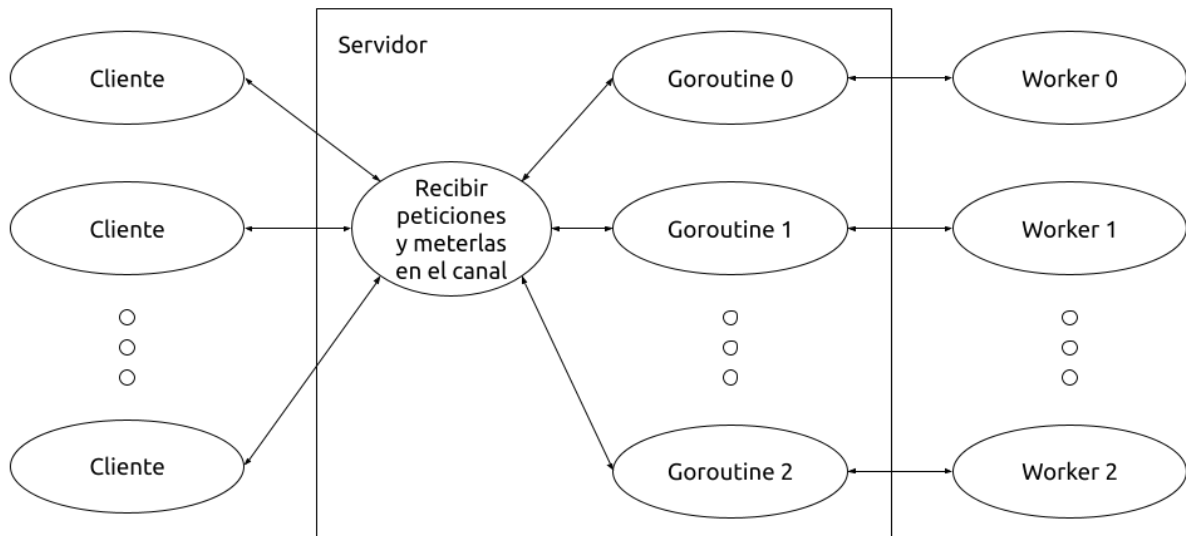 Servidor
Cliente
Goroutine 0
Worker 0
Recibir
peticiones
y meterlas
en el canal
Cliente
Goroutine 1
Worker 1
Cliente
Goroutine 2
Worker 2